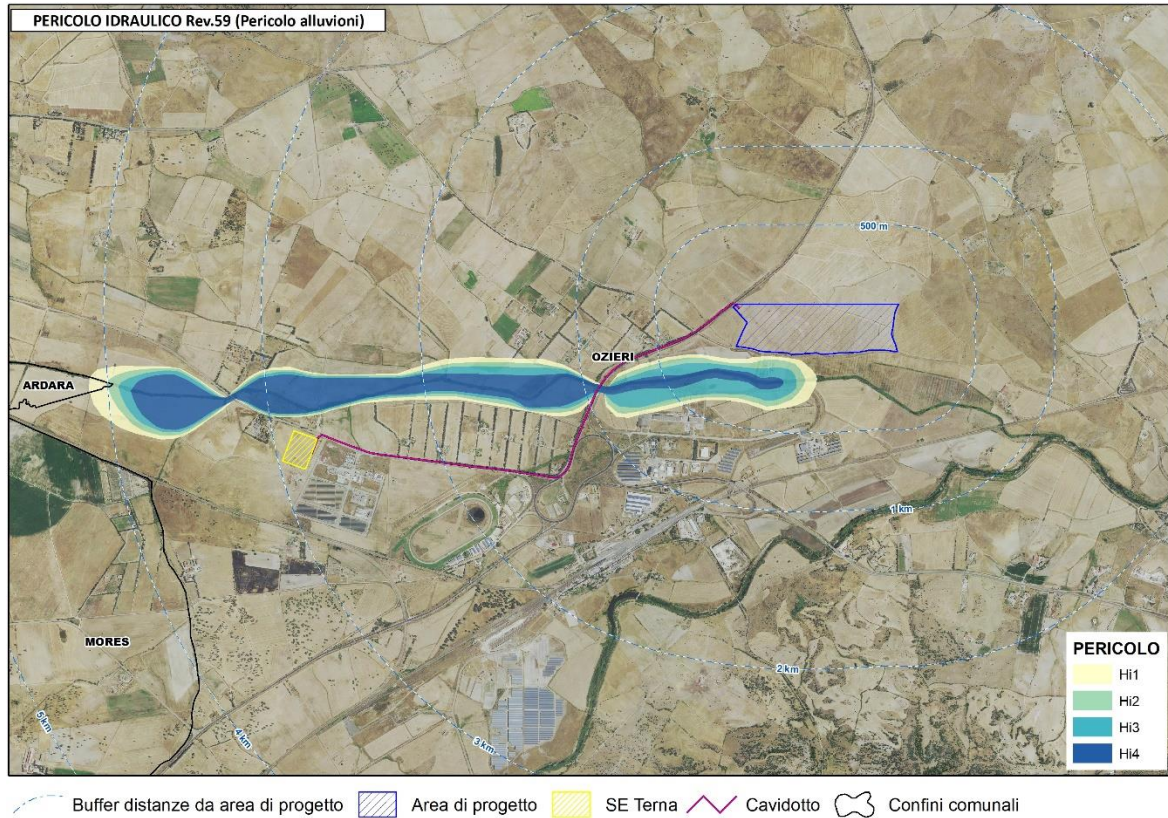 PERICOLO IDRAULICO Rev.59 (Pericolo alluvioni)
500 m
OZIERI
ARDARA
1 km
MORES
2 km
5 km
4 km
3 km
PERICOLO
Hi1
Hi2
Hi3
Hi4
Buffer distanze da area di progetto
Area di progetto
SE Terna
Cavidotto
Confini comunali